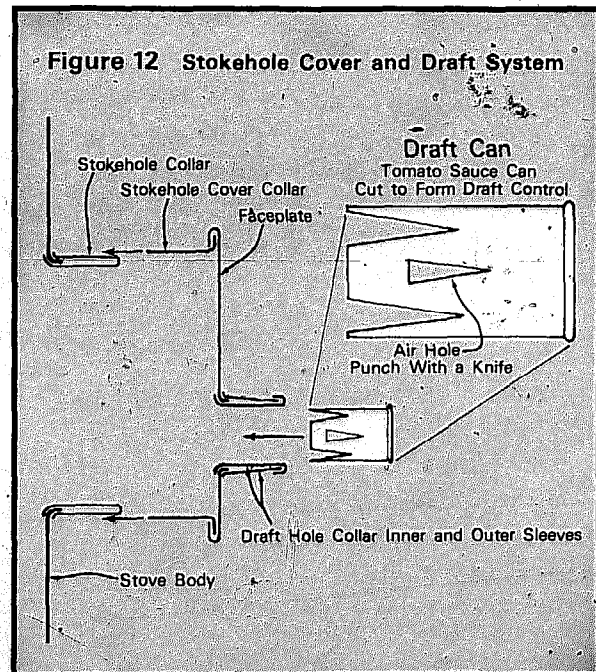 Figure 12 Stokehole Cover and Draft System
Draft Can
Tomato Sauce Can
Cut to Form Draft Control
Stokehole Collar
Stokehole Cover Collar
Faceplate
Air Hole
Punch With a Knife
Draft Hole Collar Inner and Outer Sleeves
Stove Body